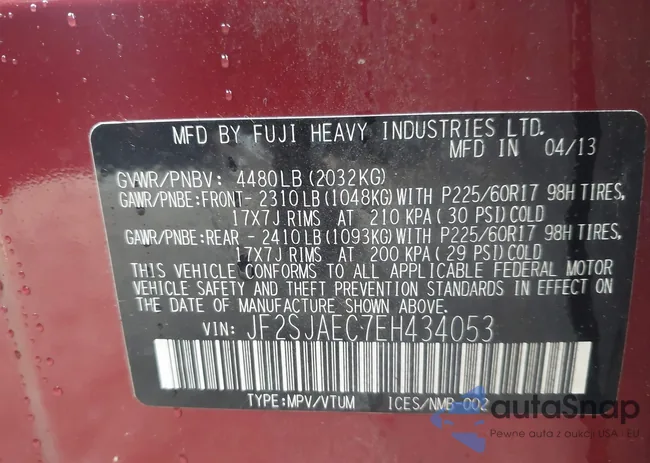 MFD BY FUJI HEAVY INDUSTRIES LTD.
MFD IN 04/13
GVWR/PNBV: 4480LB(2032KG)
GAWR/PNBE:FRONT-2310LB(1048KG)WITH P225/60R17 98H TIRES,
17X7J RIMS AT 210 KPA(30 PSI)COLD
GAWR/PNBE:REAR -2410LB(1093KG)WITH P225/60R17 98H TIRES,
17X7J RIMS AT 200 KPA(29 PSI)COLD
THIS VEHICLE CONFORMS TO ALL APPLICABLE FEDERAL MOTOR
VEHICLE SAFETY AND THEFT PREVENTION STANDARDS IN EFFECT
ON THE DATE OF MANUFACTURE SHOWN ABOVE.
VIN: JF2SJAEC7EH434053
TYPE:MPV/VTUM ICES/NMB-002
autaSnap
Pewne auta z aukcji USA - EU